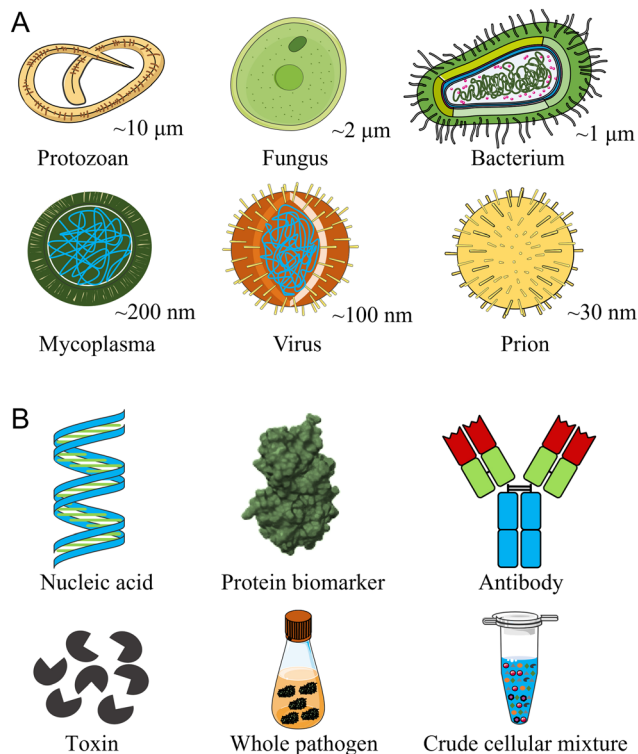 A
~10 μm
~2 μm
~1 μm
Protozoan
Fungus
Bacterium
~200 nm
~100 nm
~30 nm
Mycoplasma
Virus
Prion
B
Nucleic acid
Protein biomarker
Antibody
Toxin
Whole pathogen
Crude cellular mixture